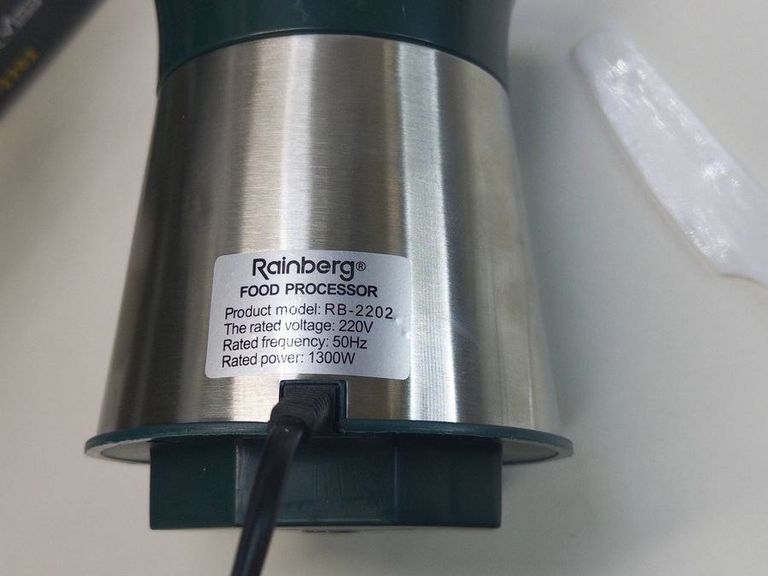 Rainberg®
FOOD PROCESSOR
Product model: RB-2202
The rated voltage: 220V
Rated frequency: 50Hz
Rated power: 1300W